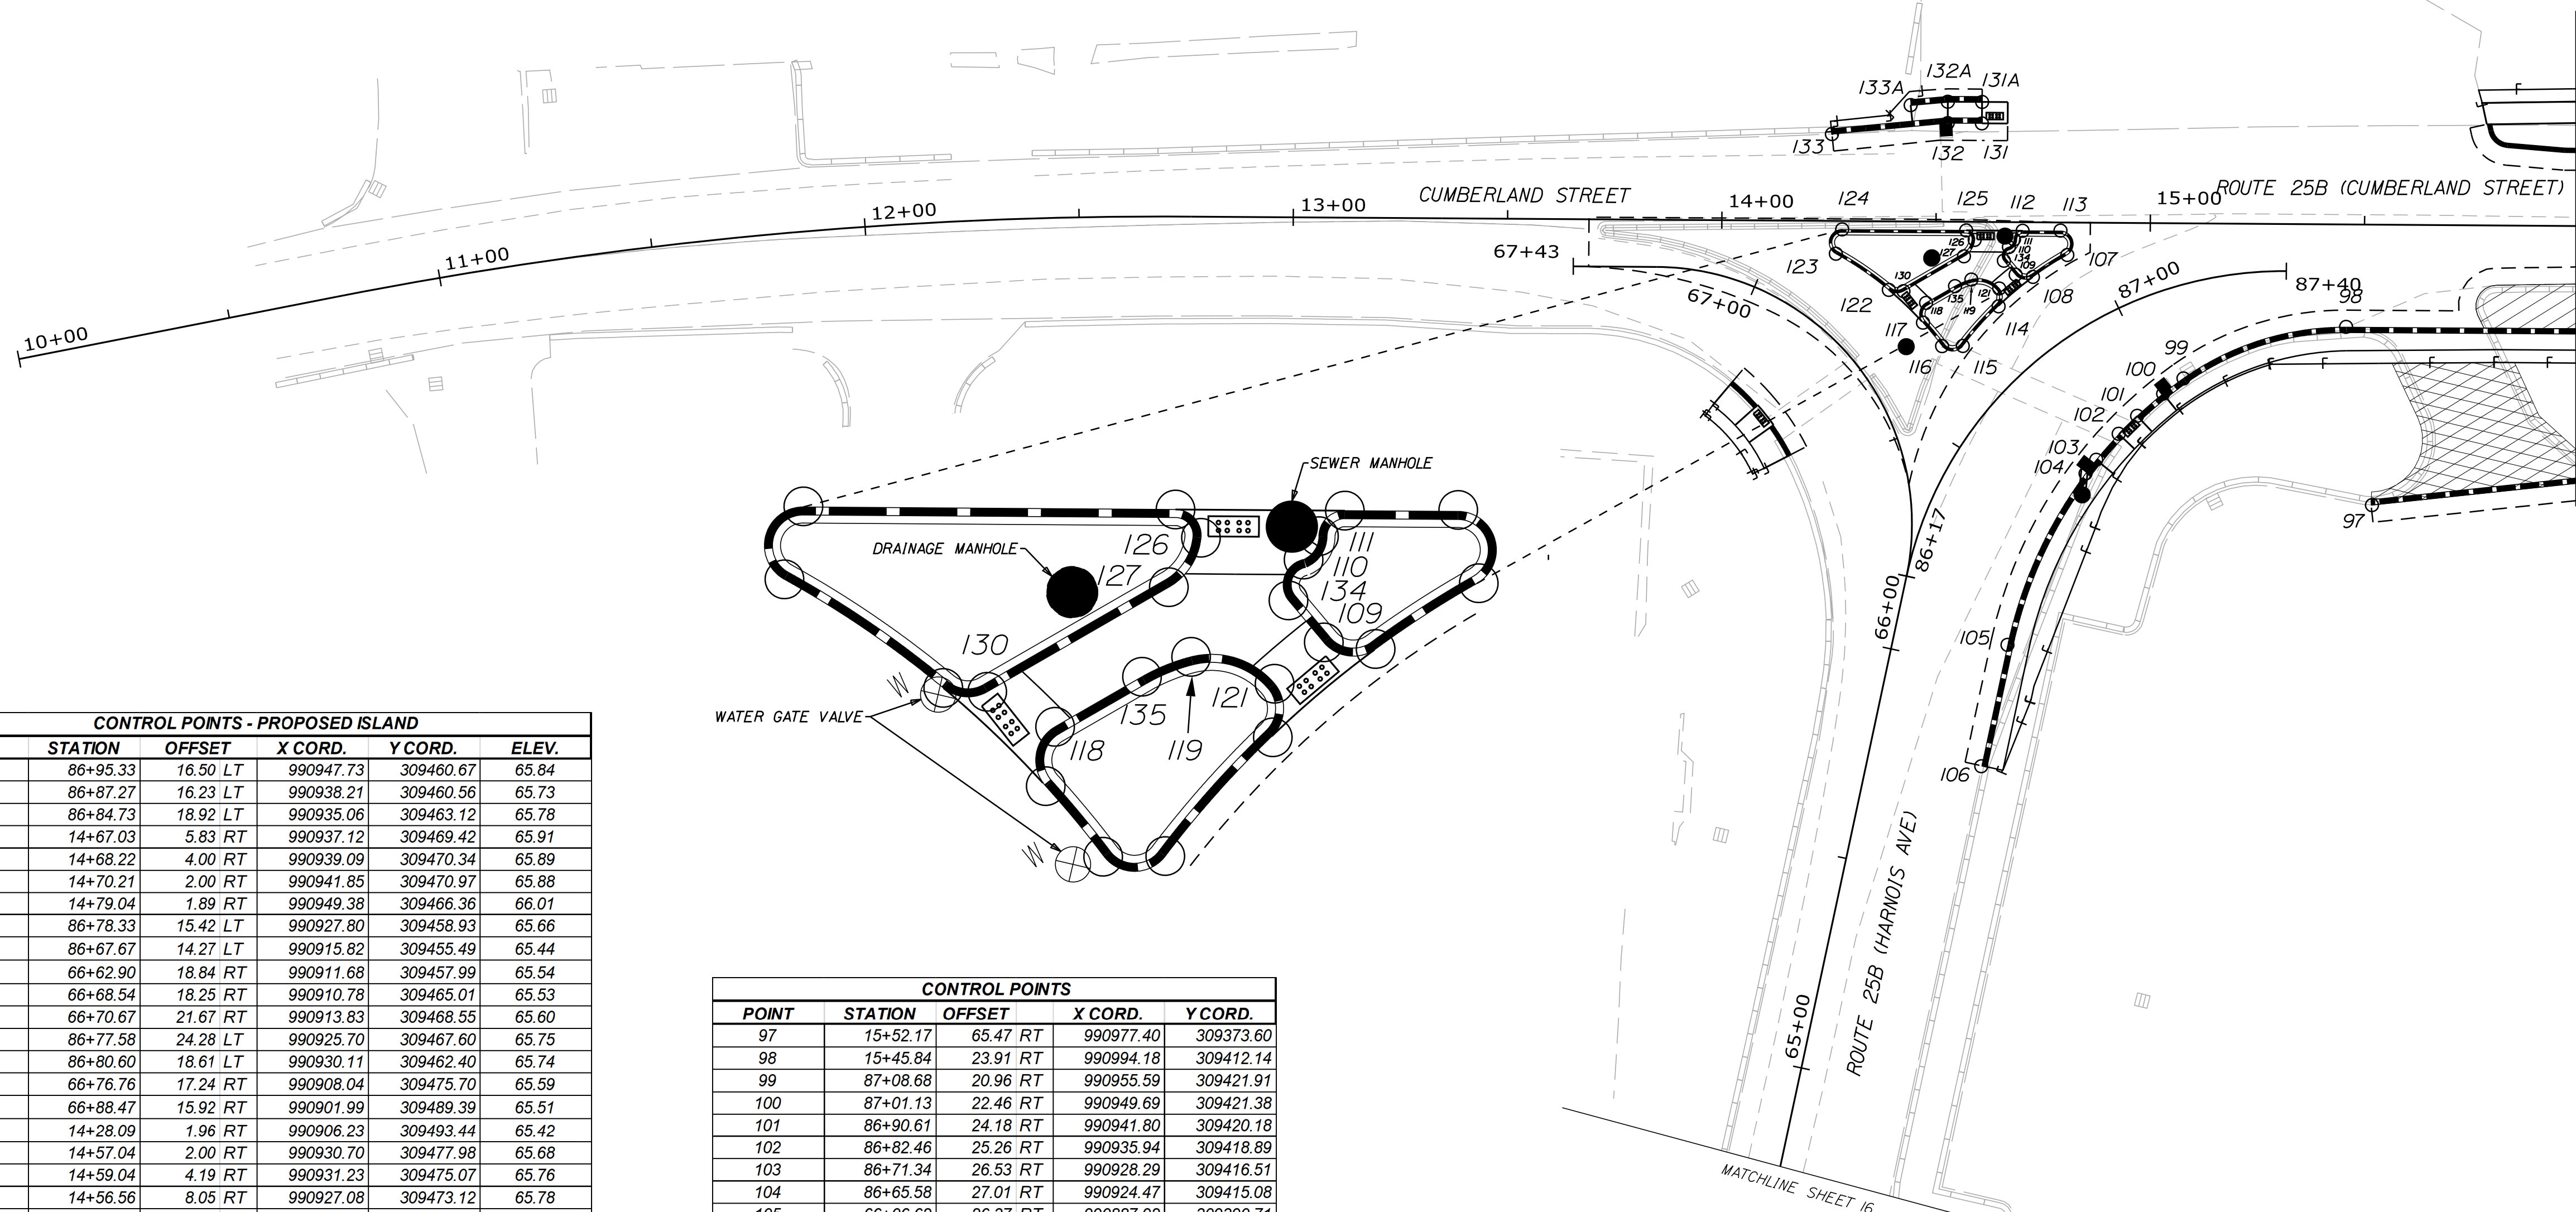 132A
131A
133A
133
132
131
CUMBERLAND STREET
ROUTE 25B (CUMBERLAND STREET)
10+00
11+00
12+00
13+00
14+00
15+00
124
125
112
113
67+43
126
111
110
127
134
109
123
107
130
67+00
87+00
87+40
122
135
121
108
98
118
119
117
114
116
115
99
100
101
102
103
104
97
SEWER MANHOLE
DRAINAGE MANHOLE
126
111
127
110
134
109
130
121
135
118
119
W
WATER GATE VALVE
W
86+17
66+00
105
106
65+00
ROUTE 25B (HARNOIS AVE)
MATCHLINE SHEET 16
CONTROL POINTS - PROPOSED ISLAND
STATION OFFSET X CORD. Y CORD. ELEV.
86+95.33 16.50 LT 990947.73 309460.67 65.84
86+87.27 16.23 LT 990938.21 309460.56 65.73
86+84.73 18.92 LT 990935.06 309463.12 65.78
14+67.03 5.83 RT 990937.12 309469.42 65.91
14+68.22 4.00 RT 990939.09 309470.34 65.89
14+70.21 2.00 RT 990941.85 309470.97 65.88
14+79.04 1.89 RT 990949.38 309466.36 66.01
86+78.33 15.42 LT 990927.80 309458.93 65.66
86+67.67 14.27 LT 990915.82 309455.49 65.44
66+62.90 18.84 RT 990911.68 309457.99 65.54
66+68.54 18.25 RT 990910.78 309465.01 65.53
66+70.67 21.67 RT 990913.83 309468.55 65.60
86+77.58 24.28 LT 990925.70 309467.60 65.75
86+80.60 18.61 LT 990930.11 309462.40 65.74
66+76.76 17.24 RT 990908.04 309475.70 65.59
66+88.47 15.92 RT 990901.99 309489.39 65.51
14+28.09 1.96 RT 990906.23 309493.44 65.42
14+57.04 2.00 RT 990930.70 309477.98 65.68
14+59.04 4.19 RT 990931.23 309475.07 65.76
14+56.56 8.05 RT 990927.08 309473.12 65.78
CONTROL POINTS
POINT STATION OFFSET X CORD. Y CORD.
97 15+52.17 65.47 RT 990977.40 309373.60
98 15+45.84 23.91 RT 990994.18 309412.14
99 87+08.68 20.96 RT 990955.59 309421.91
100 87+01.13 22.46 RT 990949.69 309421.38
101 86+90.61 24.18 RT 990941.80 309420.18
102 86+82.46 25.26 RT 990935.94 309418.89
103 86+71.34 26.53 RT 990928.29 309416.51
104 86+65.58 27.01 RT 990924.47 309415.08